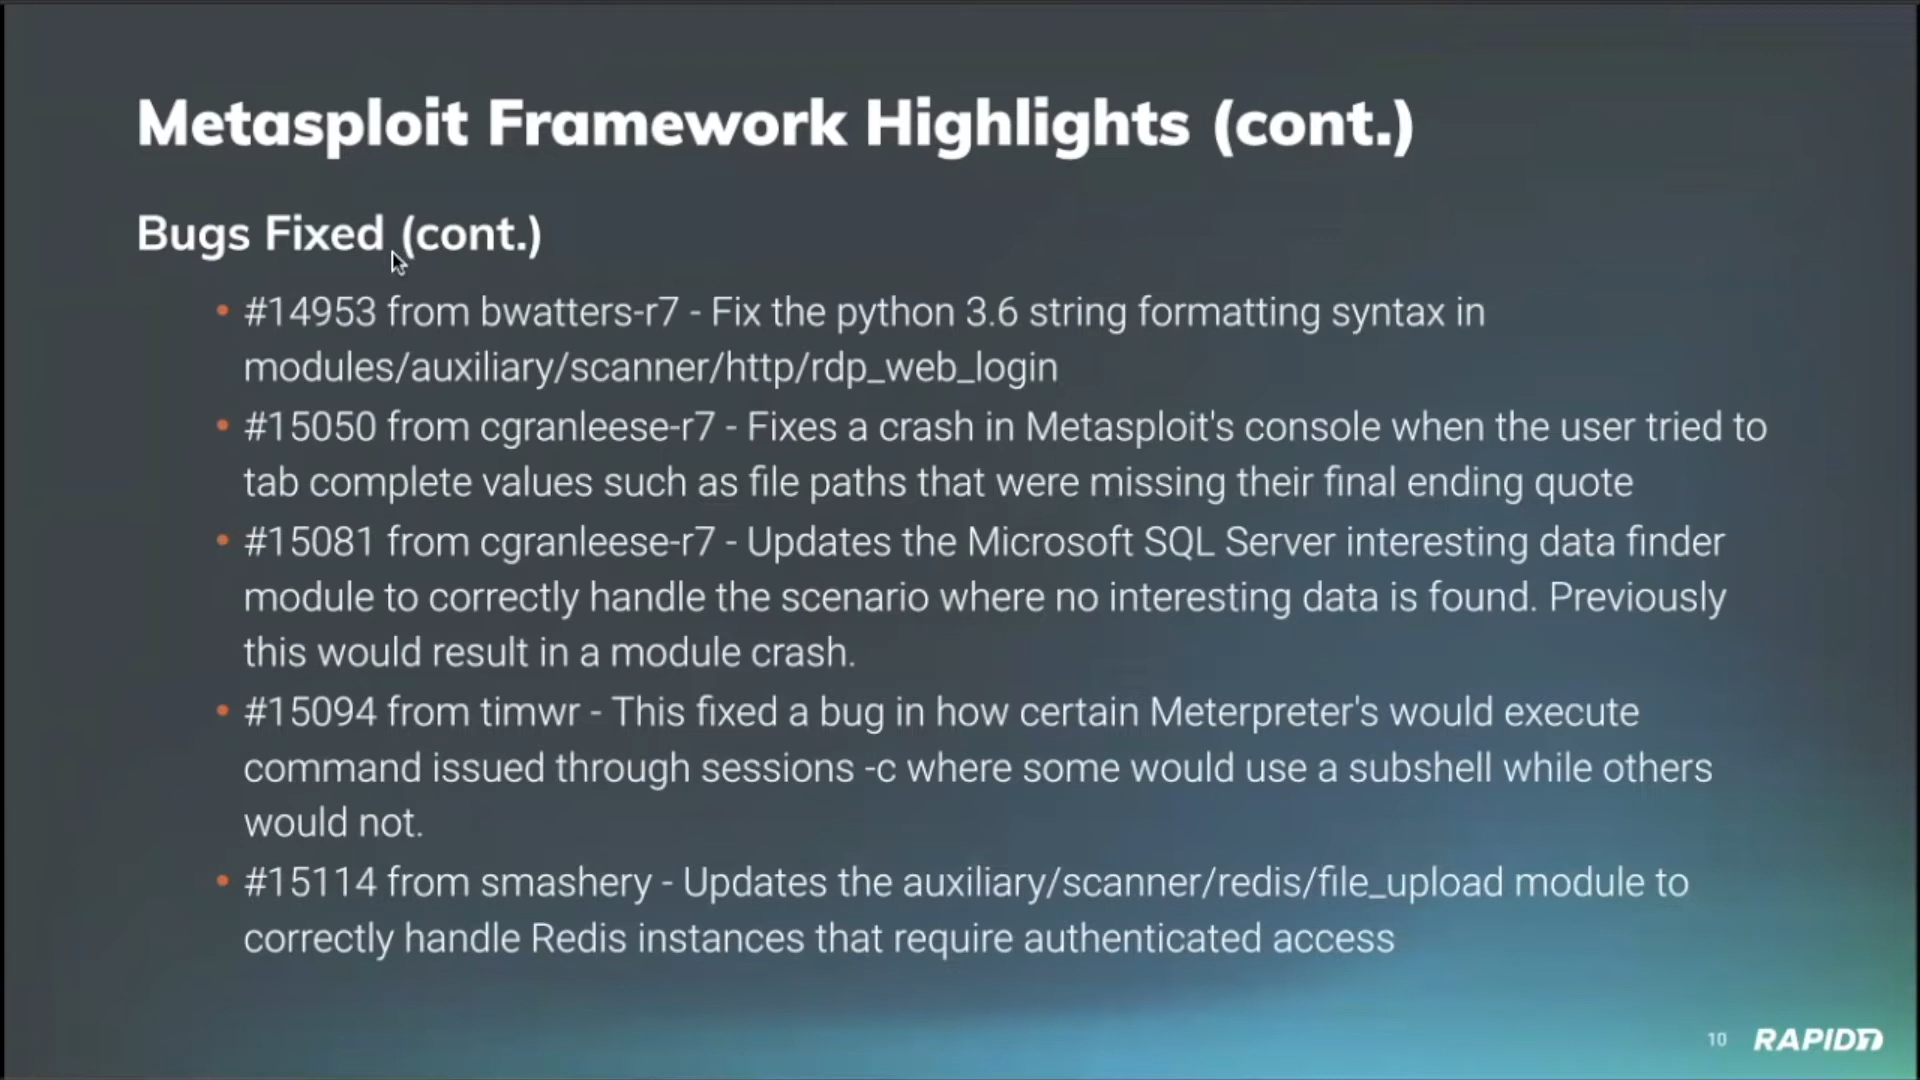 Metasploit Framework Highlights (cont.)
Bugs Fixed (cont.)
• #14953 from bwatters-r7 - Fix the python 3.6 string formatting syntax in
modules/auxiliary/scanner/http/rdp_web_login
• #15050 from cgranleese-r7 - Fixes a crash in Metasploit's console when the user tried to
tab complete values such as file paths that were missing their final ending quote
• #15081 from cgranleese-r7 - Updates the Microsoft SQL Server interesting data finder
module to correctly handle the scenario where no interesting data is found. Previously
this would result in a module crash.
• #15094 from timwr - This fixed a bug in how certain Meterpreter's would execute
command issued through sessions -c where some would use a subshell while others
would not.
• #15114 from smashery - Updates the auxiliary/scanner/redis/file_upload module to
correctly handle Redis instances that require authenticated access
10 RAPID7